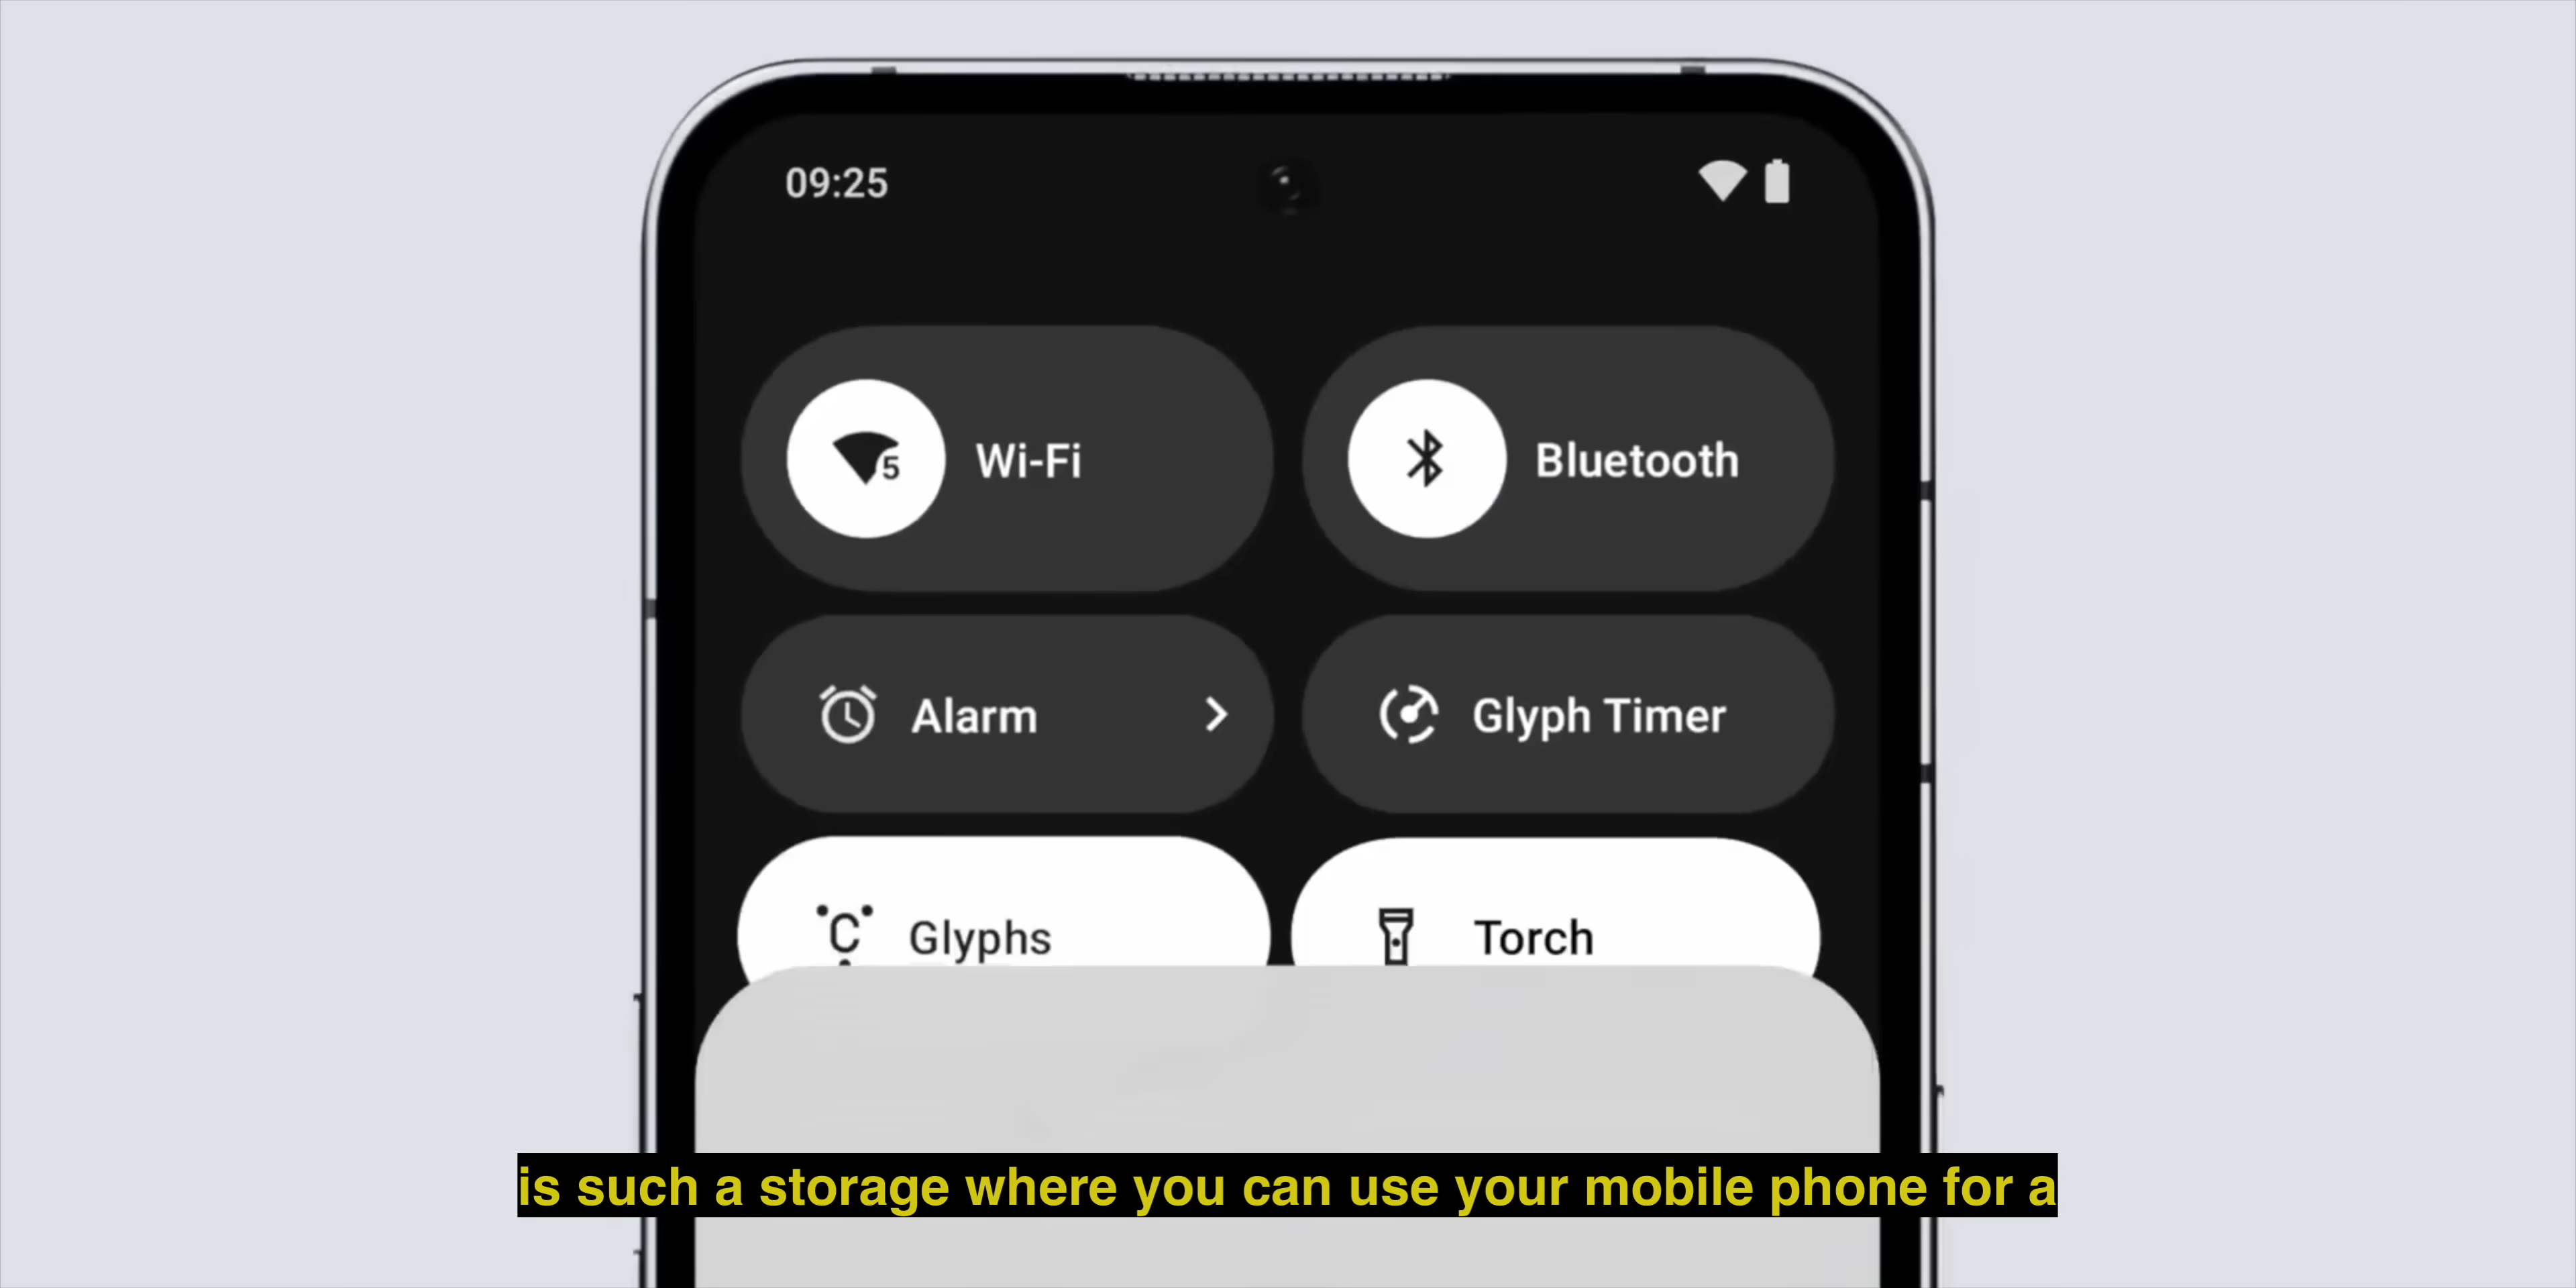 09:25
5
Wi-Fi
Bluetooth
Alarm
Glyph Timer
Glyphs
Torch
is such a storage where you can use your mobile phone for a